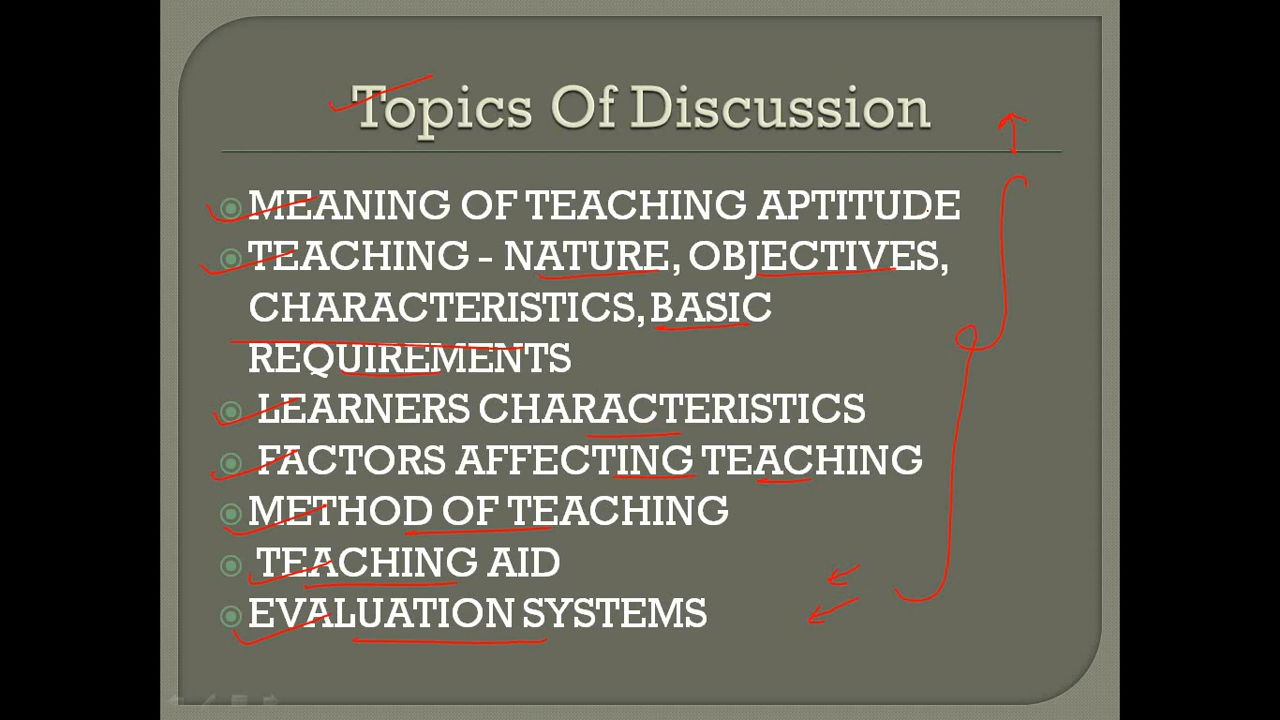 Topics Of Discussion
MEANING OF TEACHING APTITUDE
TEACHING - NATURE, OBJECTIVES,
CHARACTERISTICS, BASIC
REQUIREMENTS
LEARNERS CHARACTERISTICS
FACTORS AFFECTING TEACHING
METHOD OF TEACHING
TEACHING AID
EVALUATION SYSTEMS